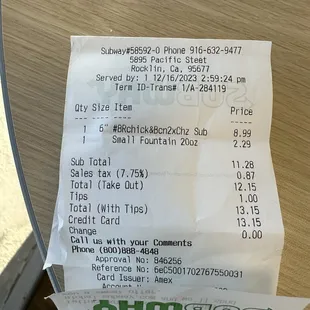 Subway#58592-0 Phone 916-632-9477
5895 Pacific Steet
Rocklin, Ca, 95677
Served by: 1 12/16/2023 2:59:24 pm
Term ID-Trans# 1/A-284119
Qty Size Item Price
--- ---- ---- -----
1 6" #BRchick&Bcn2xChz Sub 8.99
1 Small Fountain 20oz 2.29
Sub Total 11.28
Sales tax (7.75%) 0.87
Total (Take Out) 12.15
Tips 1.00
Total (With Tips) 13.15
Credit Card 13.15
Change 0.00
Call us with your Comments
Phone (800)888-4848
Approval No: 846256
Reference No: 6eC5001702767550031
Card Issuer: Amex